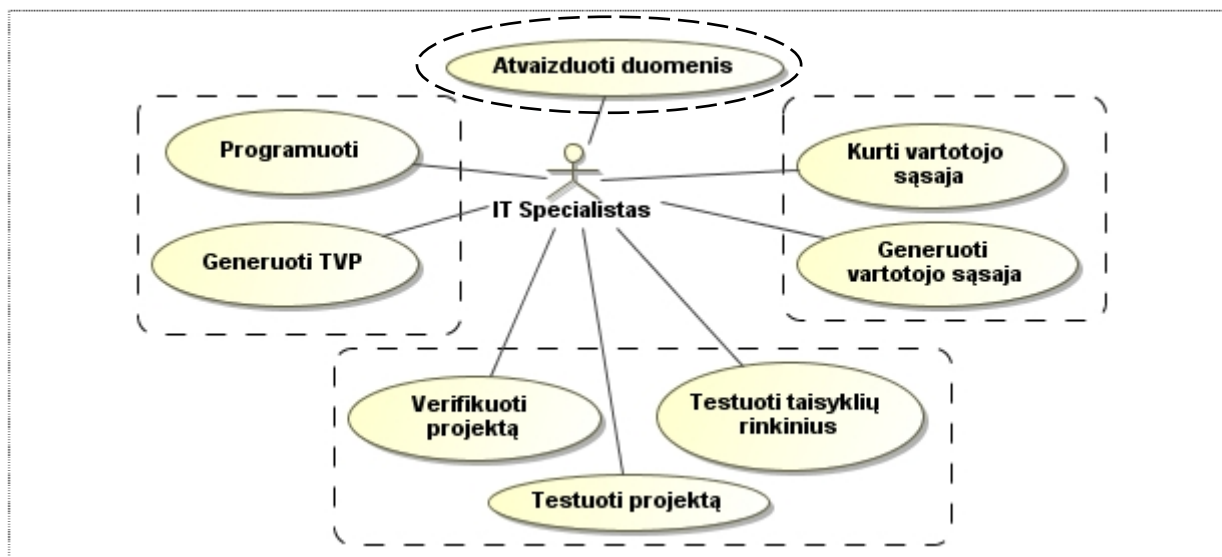 Atvaizduoti duomenis
Programuoti
Kurti vartotojo
sąsaja
IT Specialistas
Generuoti TVP
Generuoti
vartotojo sąsaja
Verifikuoti
projektą
Testuoti taisyklių
rinkinius
Testuoti projektą